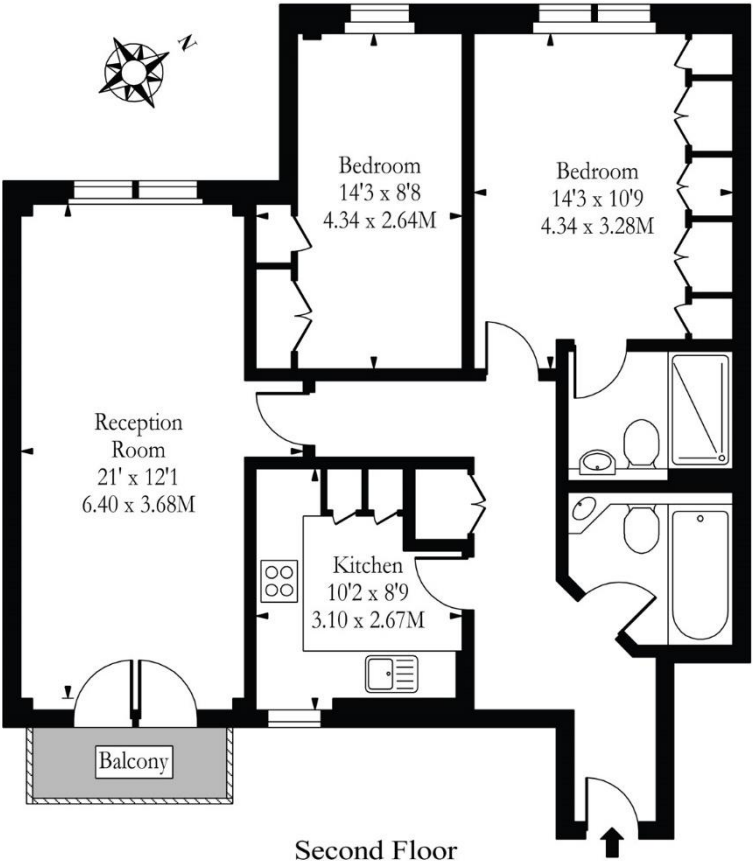 N
Bedroom
14'3 x 8'8
4.34 x 2.64M
Bedroom
14'3 x 10'9
4.34 x 3.28M
Reception
Room
21' x 12'1
6.40 x 3.68M
Kitchen
10'2 x 8'9
3.10 x 2.67M
Balcony
Second Floor